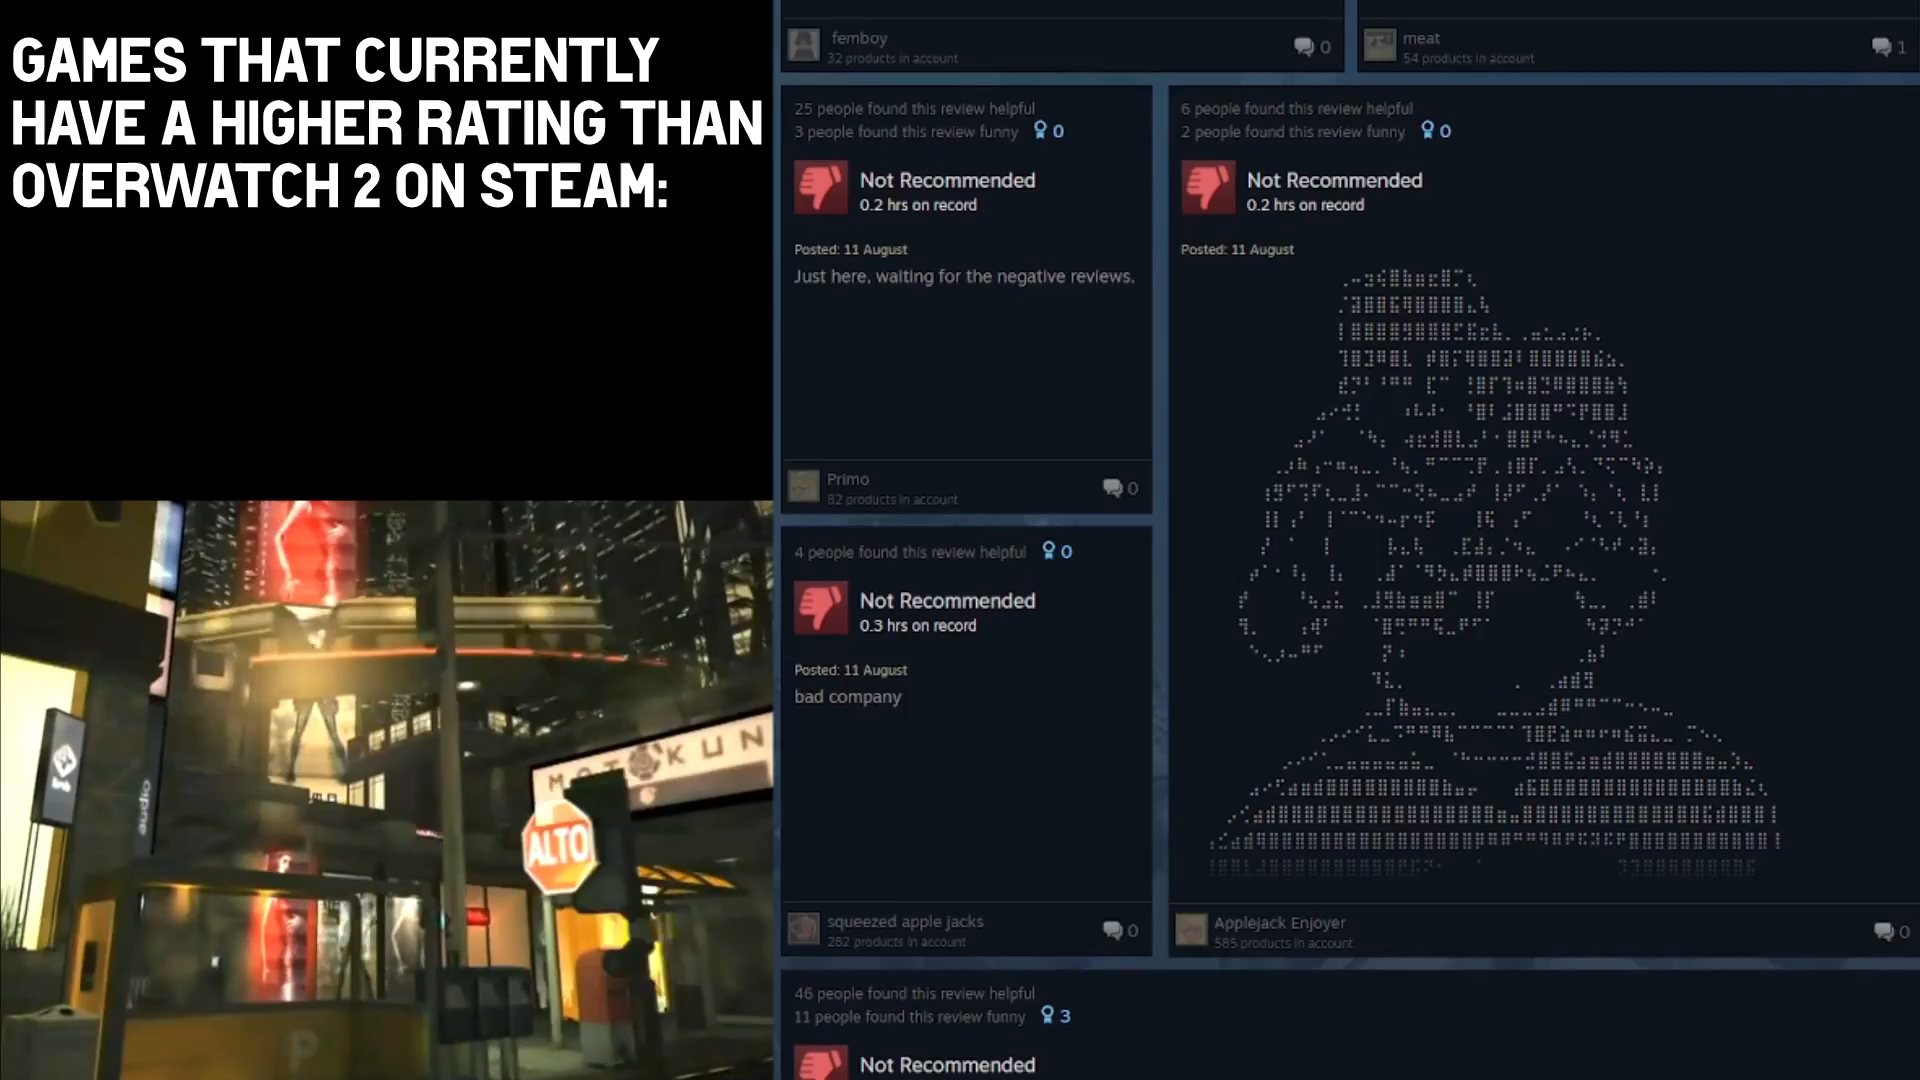 GAMES THAT CURRENTLY
HAVE A HIGHER RATING THAN
OVERWATCH 2 ON STEAM:
femboy
32 products in account
0
meat
54 products in account
1
25 people found this review helpful
3 people found this review funny
0
Not Recommended
0.2 hrs on record
Posted: 11 August
Just here, waiting for the negative reviews.
Primo
82 products in account
0
6 people found this review helpful
2 people found this review funny
0
Not Recommended
0.2 hrs on record
Posted: 11 August
Applejack Enjoyer
585 products in account
0
4 people found this review helpful
0
Not Recommended
0.3 hrs on record
Posted: 11 August
bad company
squeezed apple jacks
282 products in account
0
46 people found this review helpful
11 people found this review funny
3
Not Recommended
MOTOKUN
ALTO
audio
P